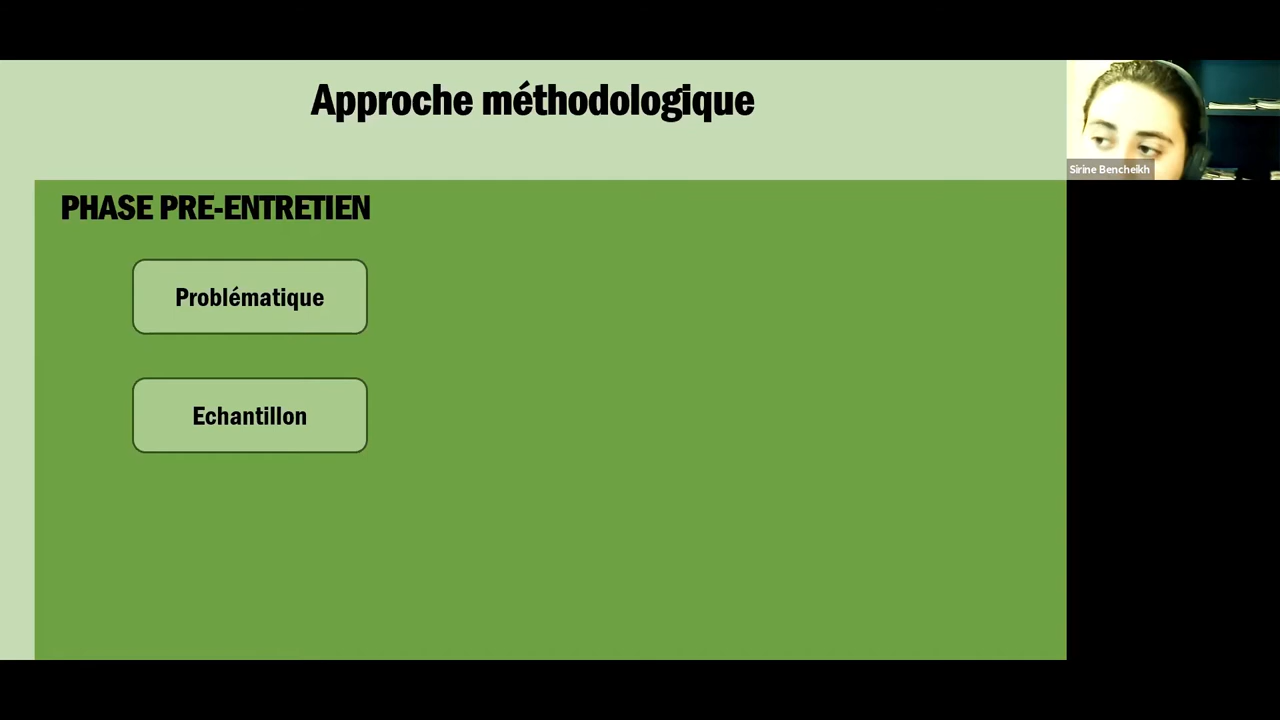 Approche méthodologique
Sirine Bencheikh
PHASE PRE-ENTRETIEN
Problématique
Echantillon